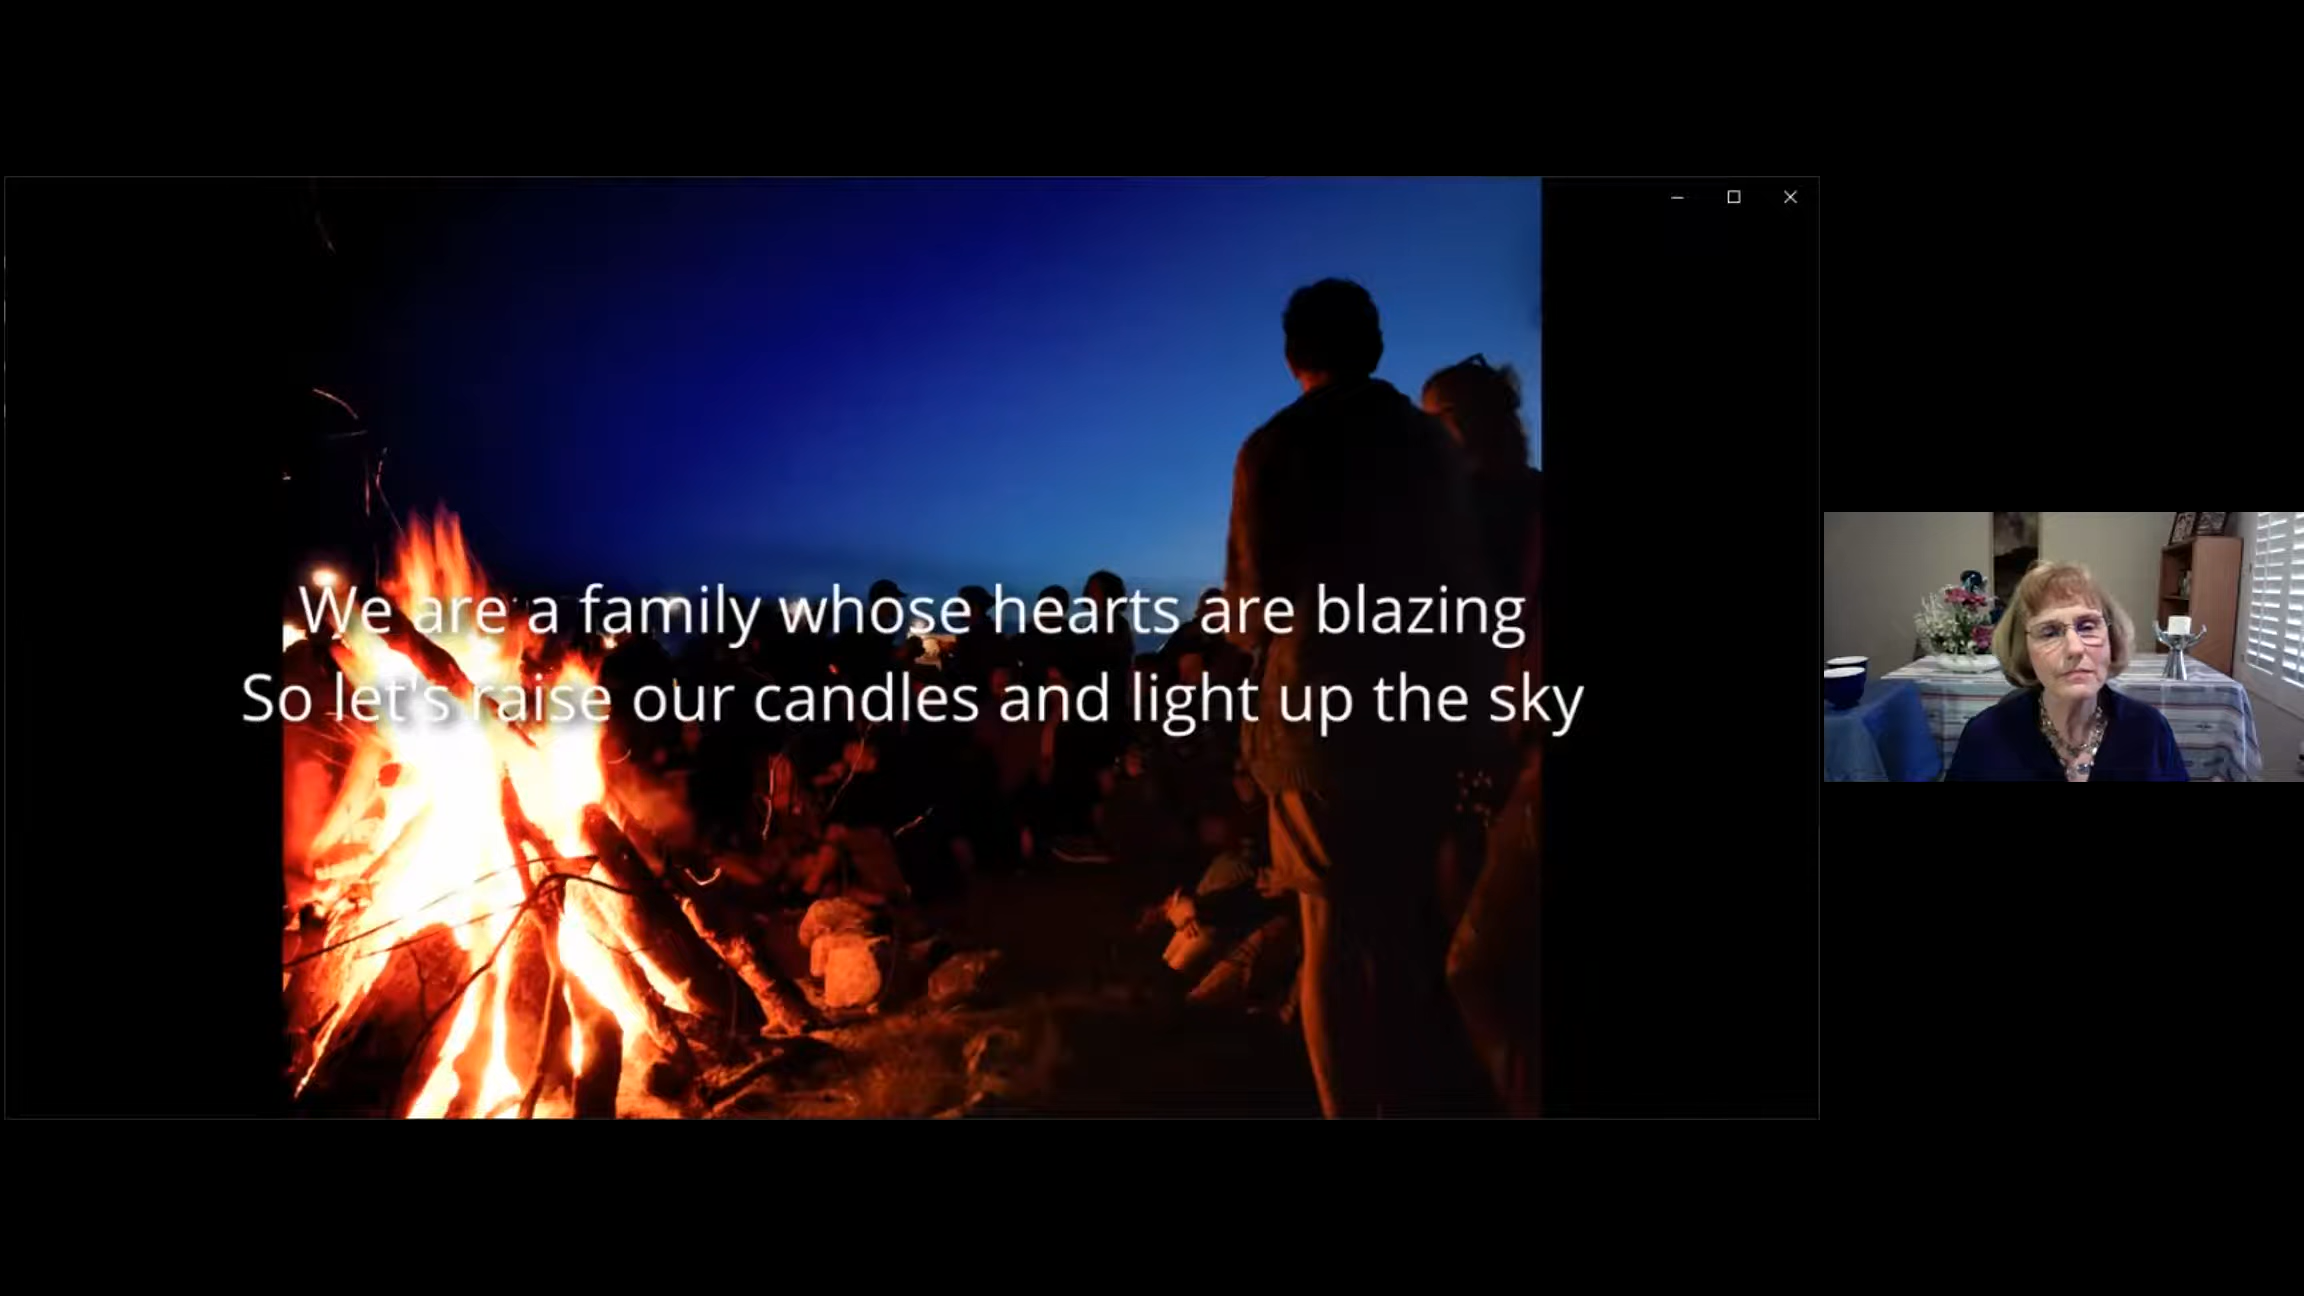 We are a family whose hearts are blazing
So let's raise our candles and light up the sky